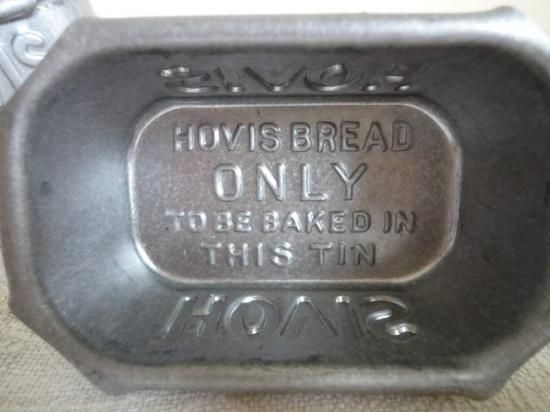 HOVIS
HOVIS BREAD
ONLY
TO BE BAKED IN
THIS TIN
HOVIS